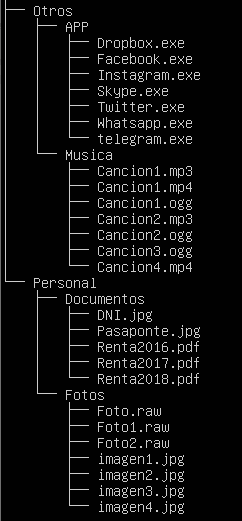 Otros
APP
Dropbox.exe
Facebook.exe
Instagram.exe
Skype.exe
Twitter.exe
Whatsapp.exe
telegram.exe
Musica
Cancion1.mp3
Cancion1.mp4
Cancion1.ogg
Cancion2.mp3
Cancion2.ogg
Cancion3.ogg
Cancion4.mp4
Personal
Documentos
DNI.jpg
Pasaponte.jpg
Renta2016.pdf
Renta2017.pdf
Renta2018.pdf
Fotos
Foto.raw
Foto1.raw
Foto2.raw
imagen1.jpg
imagen2.jpg
imagen3.jpg
imagen4.jpg